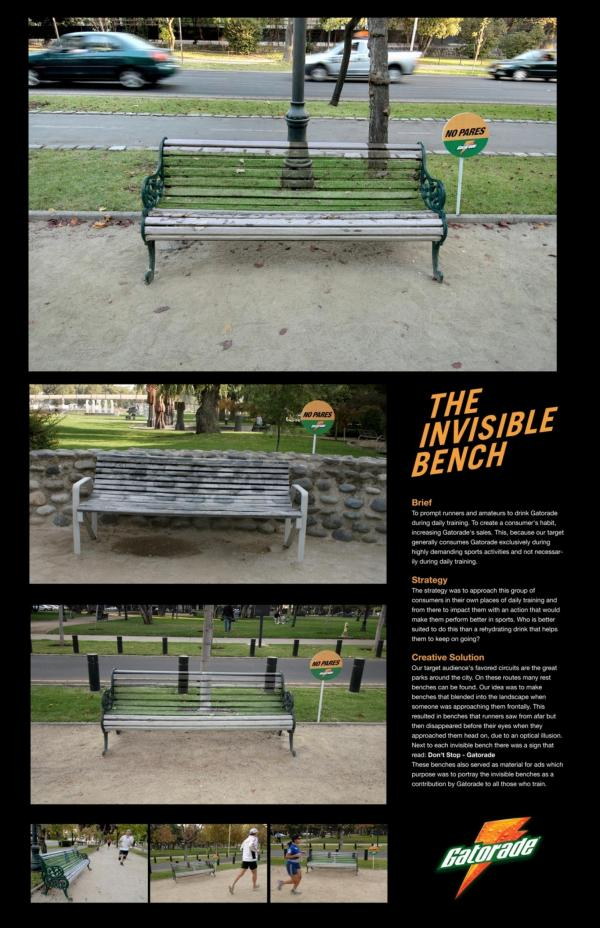 NO PARES
NO PARES
THE
INVISIBLE
BENCH
Brief
To prompt runners and amateurs to drink Gatorade
during daily training. To create a consumer's habit,
increasing Gatorade's sales. This, because our target
generally consumes Gatorade exclusively during
highly demanding sports activities and not necessar-
ily during daily training.
Strategy
The strategy was to approach this group of
consumers in their own places of daily training and
from there to impact them with an action that would
make them perform better in sports. Who is better
suited to do this than a rehydrating drink that helps
them to keep on going?
NO PARES
Creative Solution
Our target audience's favored circuits are the great
parks around the city. On these routes many rest
benches can be found. Our idea was to make
benches that blended into the landscape when
someone was approaching them frontally. This
resulted in benches that runners saw from afar but
then disappeared before their eyes when they
approached them head on, due to an optical illusion.
Next to each invisible bench there was a sign that
read: Don't Stop - Gatorade
These benches also served as material for ads which
purpose was to portray the invisible benches as a
contribution by Gatorade to all those who train.
Gatorade